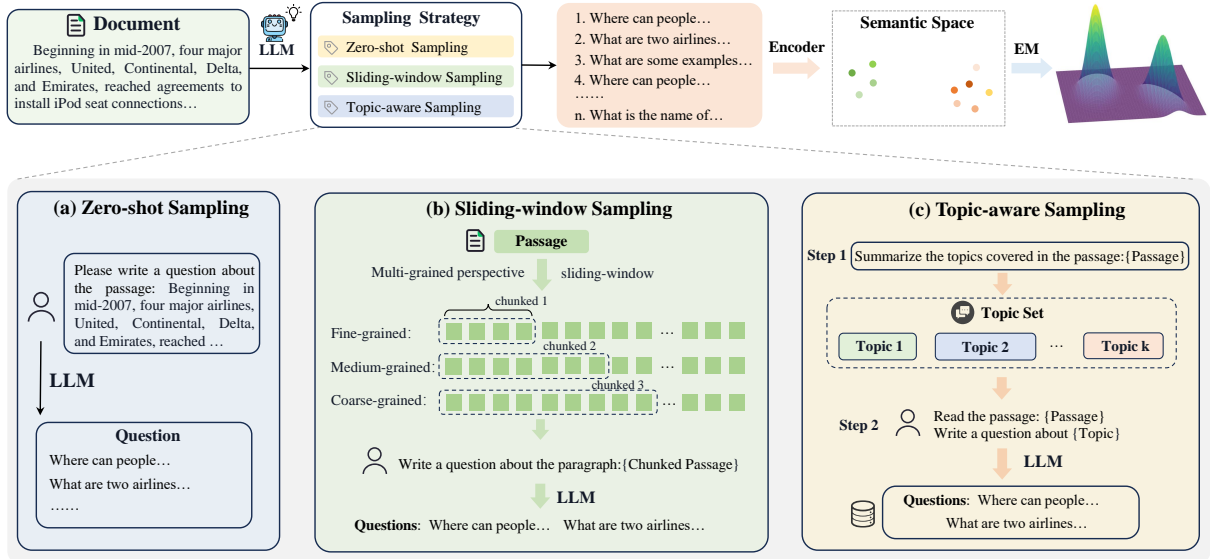 Document
Beginning in mid-2007, four major
airlines, United, Continental, Delta,
and Emirates, reached agreements to
install iPod seat connections…
LLM
Sampling Strategy
Zero-shot Sampling
Sliding-window Sampling
Topic-aware Sampling
1. Where can people…
2. What are two airlines…
3. What are some examples…
4. Where can people…
……
n. What is the name of…
Encoder
Semantic Space
EM
(a) Zero-shot Sampling
Please write a question about
the passage: Beginning in
mid-2007, four major airlines,
United, Continental, Delta,
and Emirates, reached …
LLM
Question
Where can people…
What are two airlines…
……
(b) Sliding-window Sampling
Passage
Multi-grained perspective sliding-window
chunked 1
Fine-grained:
…
chunked 2
Medium-grained:
…
chunked 3
Coarse-grained:
…
Write a question about the paragraph:{Chunked Passage}
LLM
Questions: Where can people… What are two airlines…
(c) Topic-aware Sampling
Step 1 Summarize the topics covered in the passage:{Passage}
Topic Set
Topic 1 Topic 2 … Topic k
Step 2
Read the passage: {Passage}
Write a question about {Topic}
LLM
Questions: Where can people…
What are two airlines…